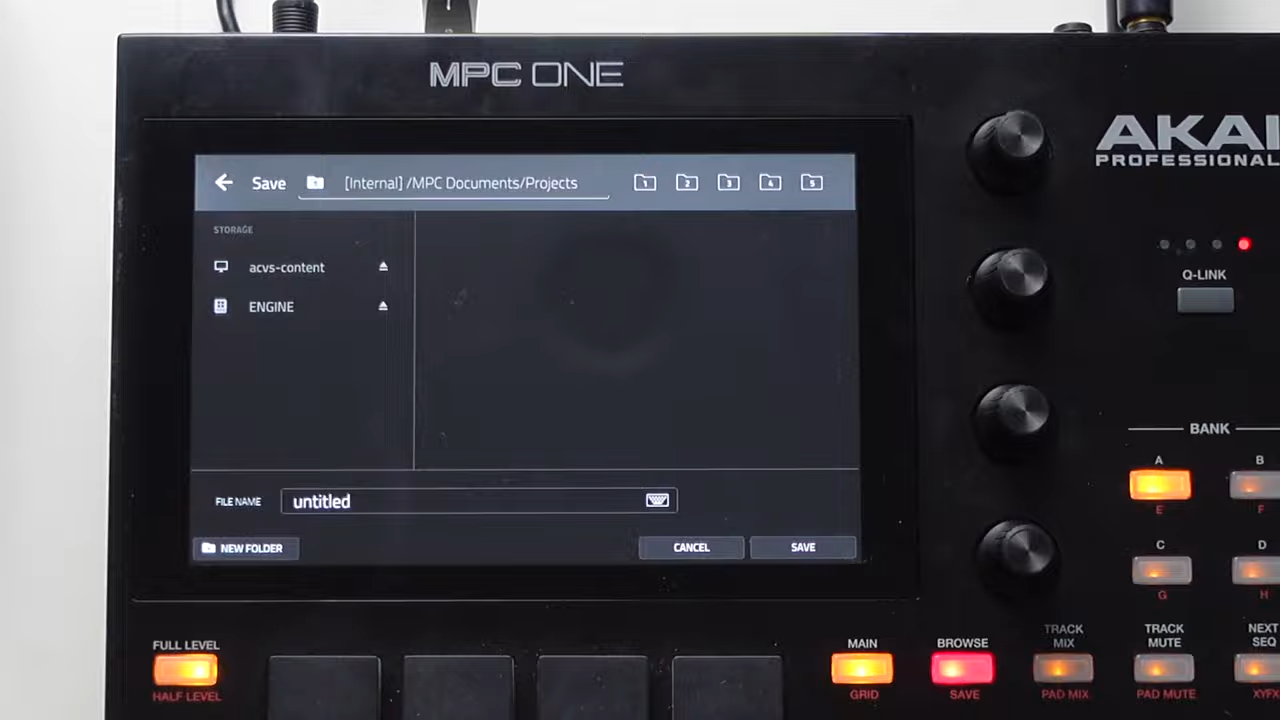 MPC ONE
AKAI
PROFESSIONAL
Save
[Internal] /MPC Documents/Projects
1
2
3
4
5
STORAGE
acvs-content
ENGINE
Q-LINK
BANK
A
B
E
F
C
D
G
H
FILE NAME
untitled
NEW FOLDER
CANCEL
SAVE
FULL LEVEL
HALF LEVEL
MAIN
GRID
BROWSE
SAVE
TRACK
MIX
PAD MIX
TRACK
MUTE
PAD MUTE
NEXT
SEQ
XYFX